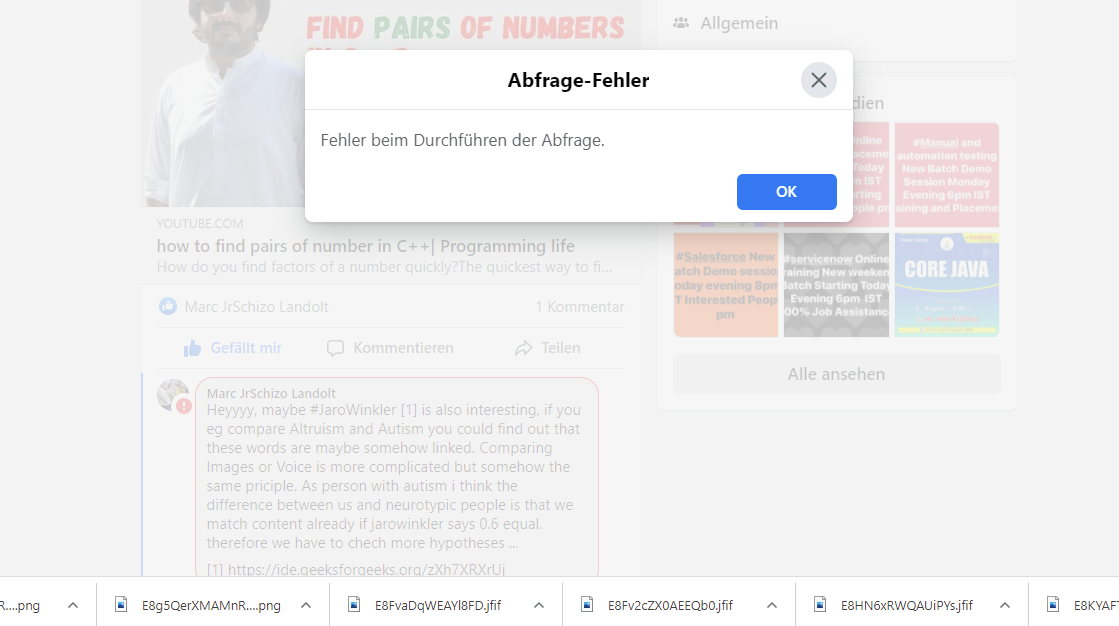 FIND PAIRS OF NUMBERS
Allgemein
Abfrage-Fehler
Fehler beim Durchführen der Abfrage.
OK
dien
nline
aceme
Today
m IST
rting
ople pm
#Manual and
automation testing
New Batch Demo
Session Monday
Evening 6pm IST
aining and Placeme
YOUTUBE.COM
how to find pairs of number in C++| Programming life
How do you find factors of a number quickly?The quickest way to fi...
#Salesforce New
atch Demo sessio
oday evening 8pm
T Interested Peop
pm
#servicenow Online
raining New weeken
Batch Starting Today
Evening 6pm IST
00% Job Assistanc
CORE JAVA
Marc JrSchizo Landolt
1 Kommentar
Gefällt mir
Kommentieren
Teilen
Alle ansehen
Marc JrSchizo Landolt
Heyyyy, maybe #JaroWinkler [1] is also interesting, if you
eg compare Altruism and Autism you could find out that
these words are maybe somehow linked. Comparing
Images or Voice is more complicated but somehow the
same priciple. As person with autism i think the
difference between us and neurotypic people is that we
match content already if jarowinkler says 0.6 equal.
therefore we have to chech more hypotheses ...
[1] https://ide.geeksforgeeks.org/zXh7XRXrUj
R....png
E8g5QerXMAMnR....png
E8FvaDqWEAYl8FD.jfif
E8Fv2cZX0AEEQb0.jfif
E8HN6xRWQAUiPYs.jfif
E8KYAFT